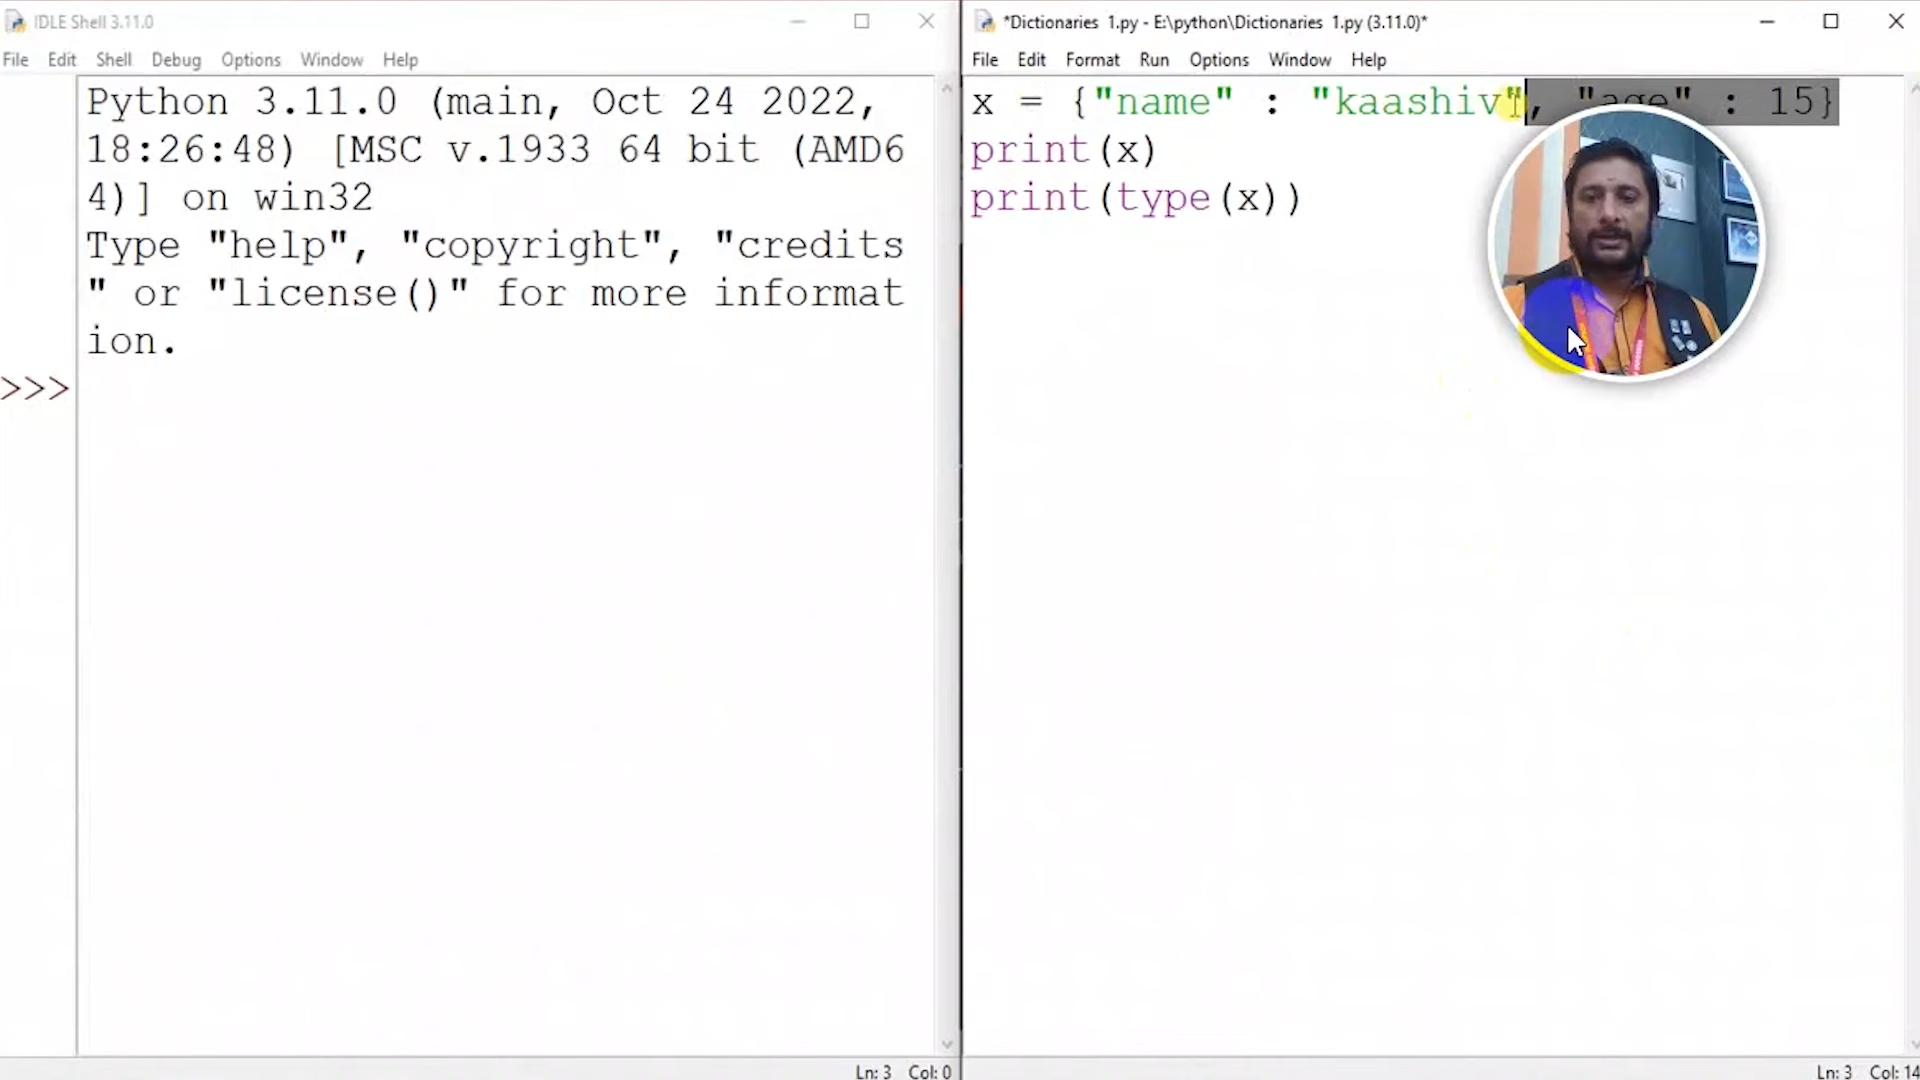 IDLE Shell 3.11.0
File Edit Shell Debug Options Window Help
Python 3.11.0 (main, Oct 24 2022,
18:26:48) [MSC v.1933 64 bit (AMD6
4)] on win32
Type "help", "copyright", "credits
" or "license()" for more informat
ion.
>>>
Ln: 3 Col: 0
*Dictionaries 1.py - E:\python\Dictionaries 1.py (3.11.0)*
File Edit Format Run Options Window Help
x = {"name" : "kaashiv", "age" : 15}
print(x)
print(type(x))
Ln: 3 Col: 14